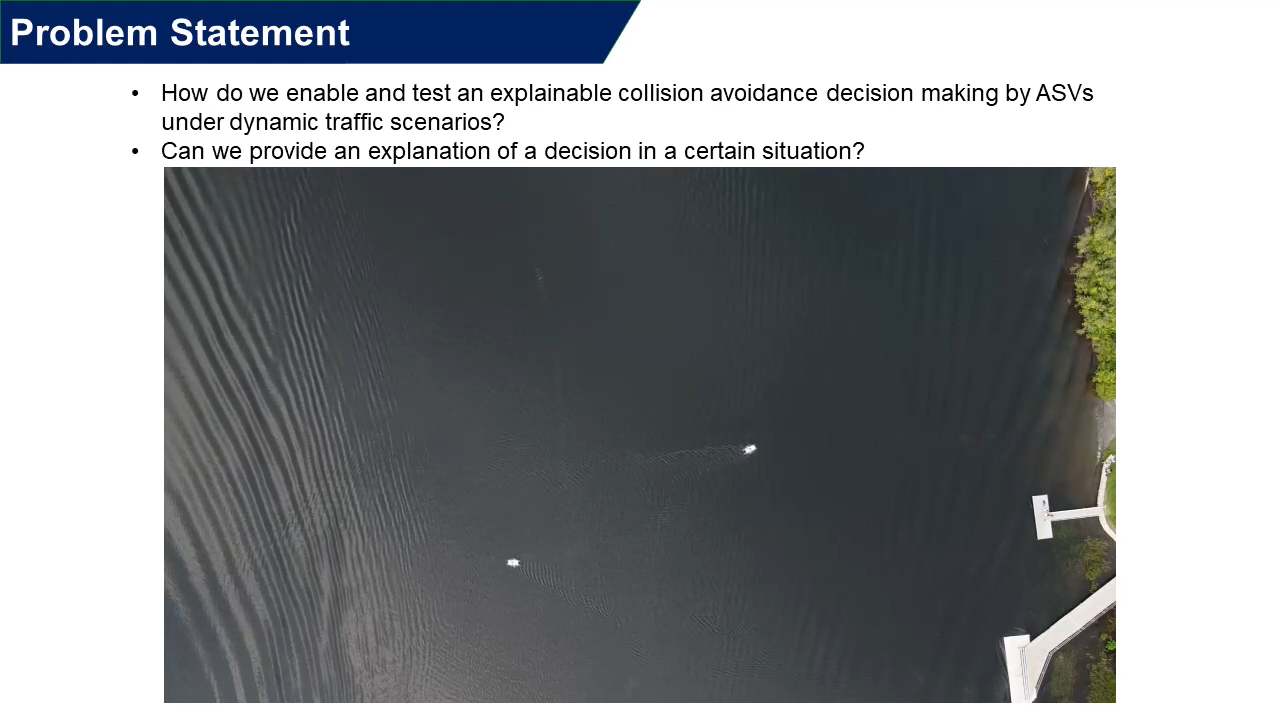 Problem Statement
• How do we enable and test an explainable collision avoidance decision making by ASVs
under dynamic traffic scenarios?
• Can we provide an explanation of a decision in a certain situation?